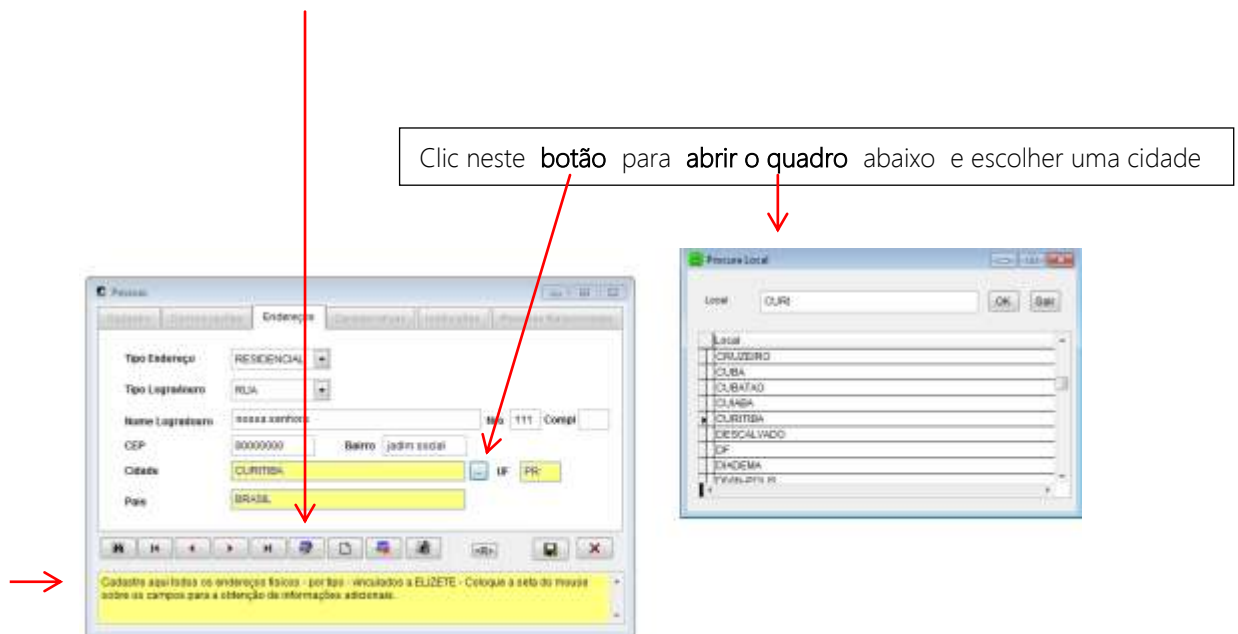 Clic neste botão para abrir o quadro abaixo e escolher uma cidade
Procura Local
Local CURI OK Sair
Local
CRUZEIRO
CUBA
CUBATAO
CUIABA
CURITIBA
DESCALVADO
DF
DIADEMA
Pessoas
Endereços
Tipo Endereço RESIDENCIAL
Tipo Logradouro RUA
Nome Logradouro nossa senhora Nro 111 Compl
CEP 80000000 Bairro jadim social
Cidade CURITIBA ... UF PR
Pais BRASIL
<R>
Cadastre aqui todos os endereços físicos - por tipo - vinculados a ELIZETE - Coloque a seta do mouse
sobre os campos para a obtenção de informações adicionais.